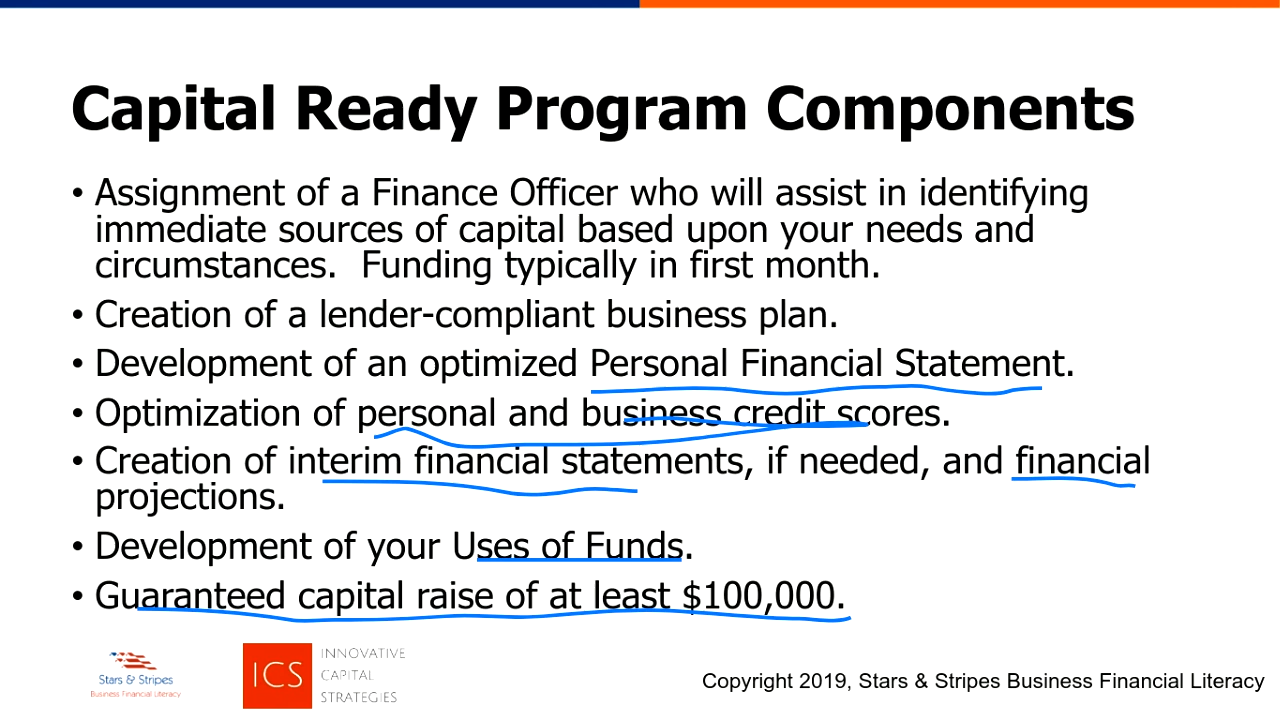 Capital Ready Program Components
• Assignment of a Finance Officer who will assist in identifying
immediate sources of capital based upon your needs and
circumstances.  Funding typically in first month.
• Creation of a lender-compliant business plan.
• Development of an optimized Personal Financial Statement.
• Optimization of personal and business credit scores.
• Creation of interim financial statements, if needed, and financial
projections.
• Development of your Uses of Funds.
• Guaranteed capital raise of at least $100,000.
Stars & Stripes
Business Financial Literacy
ICS
INNOVATIVE
CAPITAL
STRATEGIES
Copyright 2019, Stars & Stripes Business Financial Literacy